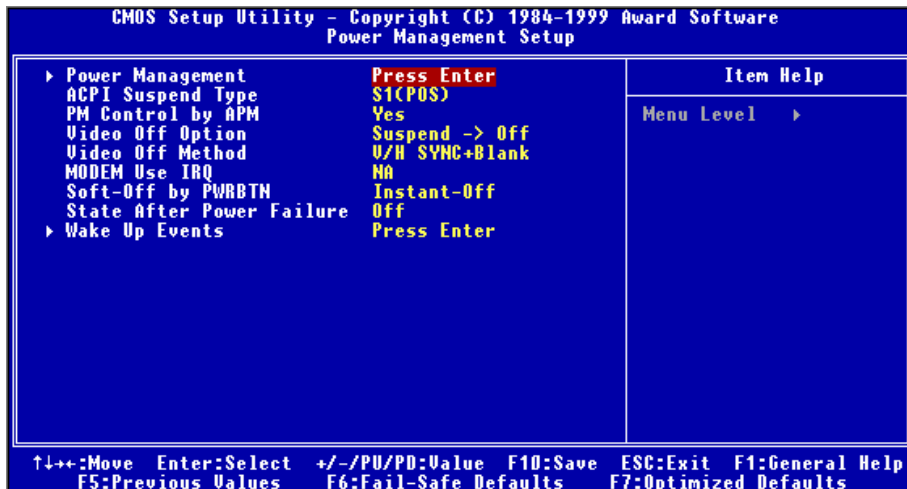 CMOS Setup Utility - Copyright (C) 1984-1999 Award Software
Power Management Setup
▸ Power Management Press Enter
ACPI Suspend Type S1(POS)
PM Control by APM Yes
Video Off Option Suspend -> Off
Video Off Method V/H SYNC+Blank
MODEM Use IRQ NA
Soft-Off by PWRBTN Instant-Off
State After Power Failure Off
▸ Wake Up Events Press Enter
Item Help
Menu Level ▸
↑↓→←:Move Enter:Select +/-/PU/PD:Value F10:Save ESC:Exit F1:General Help
F5:Previous Values F6:Fail-Safe Defaults F7:Optimized Defaults